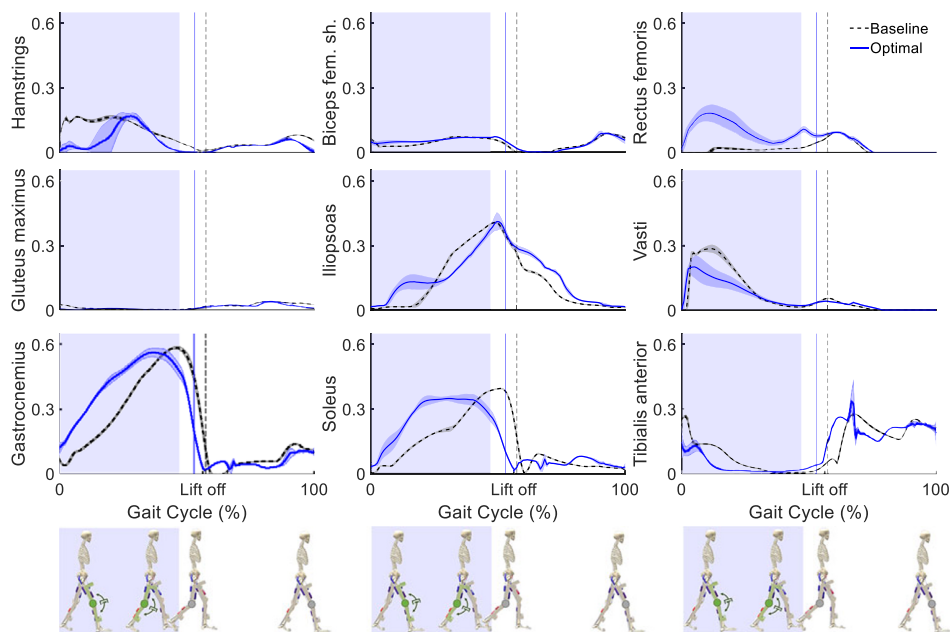 0.6
0.3
0
Hamstrings
0.6
0.3
0
Biceps fem. sh.
0.6
0.3
0
Rectus femoris
Baseline
Optimal
0.6
0.3
0
Gluteus maximus
0.6
0.3
0
Iliopsoas
0.6
0.3
0
Vasti
0.6
0.3
0
Gastrocnemius
0.6
0.3
0
Soleus
0.6
0.3
0
Tibialis anterior
0 Lift off 100
Gait Cycle (%)
0 Lift off 100
Gait Cycle (%)
0 Lift off 100
Gait Cycle (%)